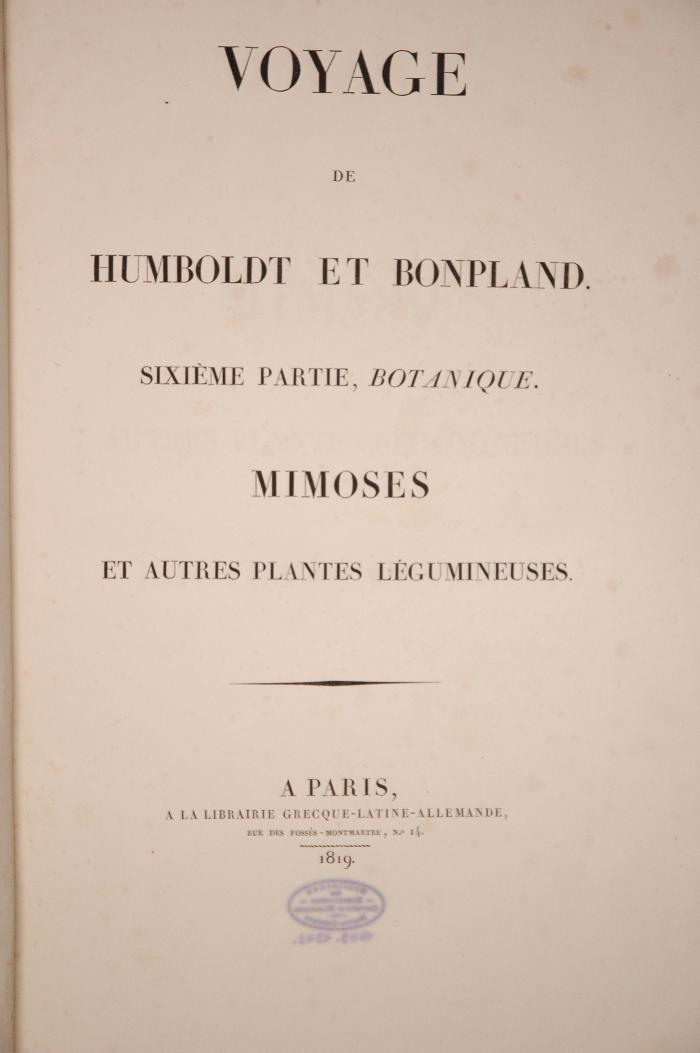 VOYAGE
DE
HUMBOLDT ET BONPLAND.
SIXIÈME PARTIE, BOTANIQUE.
MIMOSES
ET AUTRES PLANTES LÉGUMINEUSES.
A PARIS,
A LA LIBRAIRIE GRECQUE-LATINE-ALLEMANDE,
RUE DES FOSSÉS-MONTMARTRE, N.o 14.
1819.